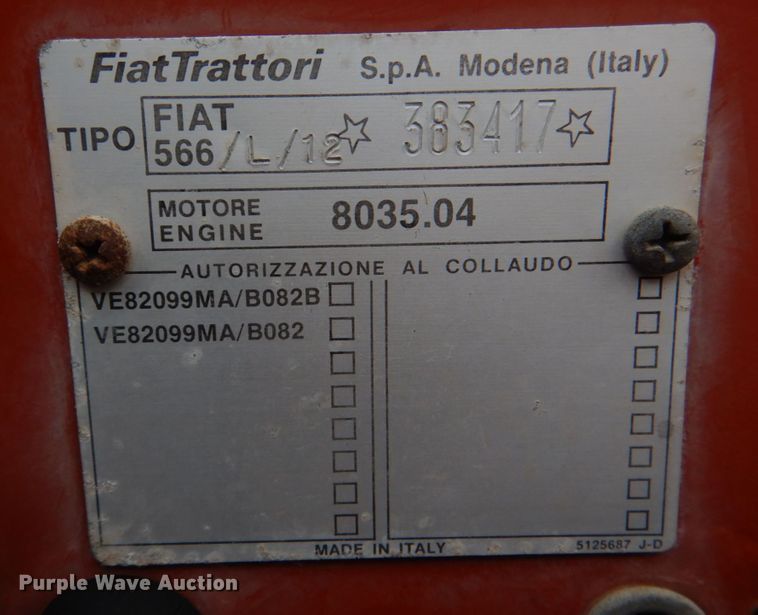 FiatTrattori S.p.A. Modena (Italy)
TIPO FIAT 566/L/12 ☆ 383417 ☆
MOTORE ENGINE 8035.04
AUTORIZZAZIONE AL COLLAUDO
VE82099MA/B082B
VE82099MA/B082
MADE IN ITALY
5125687 J-D
Purple Wave Auction